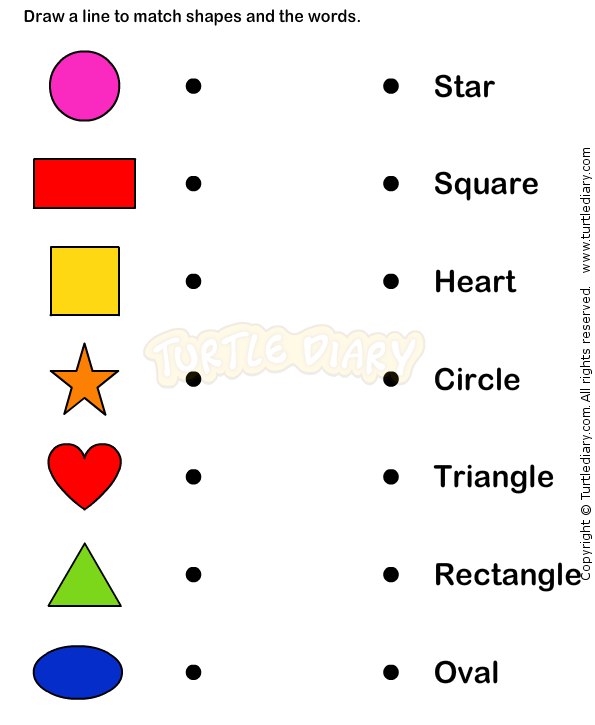 Draw a line to match shapes and the words.
Star
Square
Heart
TURTLE DIARY
Circle
Triangle
Rectangle
Oval
Copyright © Turtlediary.com. All rights reserved. www.turtlediary.com